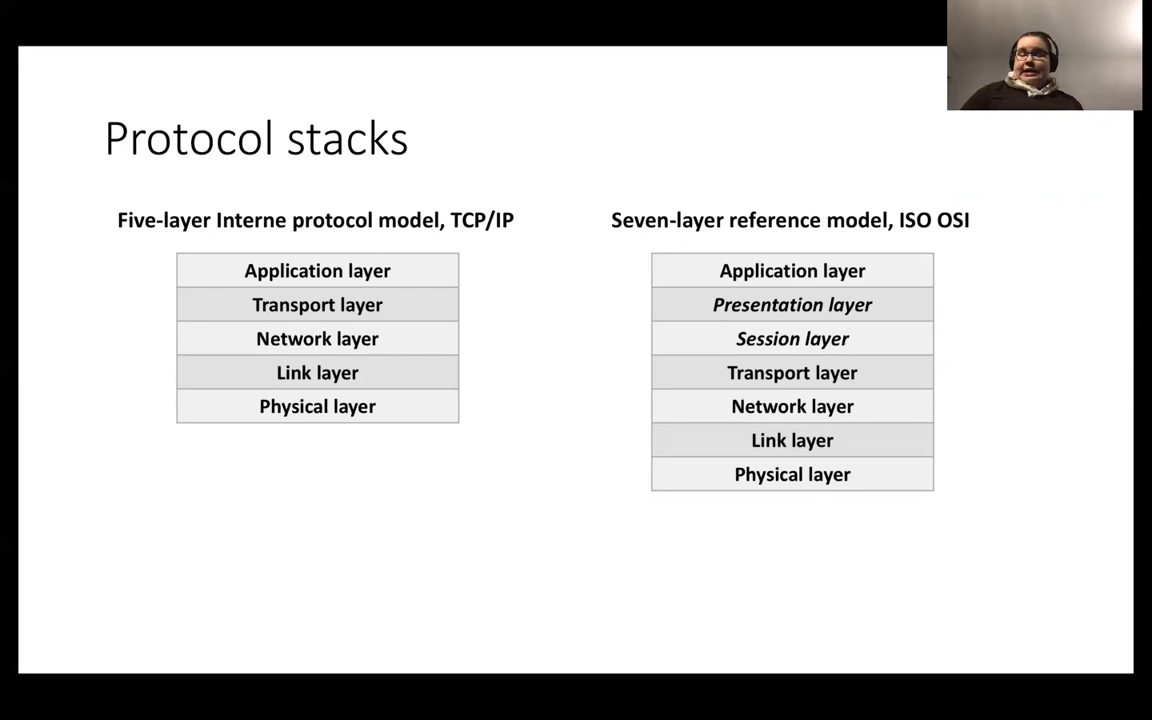 Protocol stacks
Five-layer Interne protocol model, TCP/IP
Application layer
Transport layer
Network layer
Link layer
Physical layer
Seven-layer reference model, ISO OSI
Application layer
Presentation layer
Session layer
Transport layer
Network layer
Link layer
Physical layer